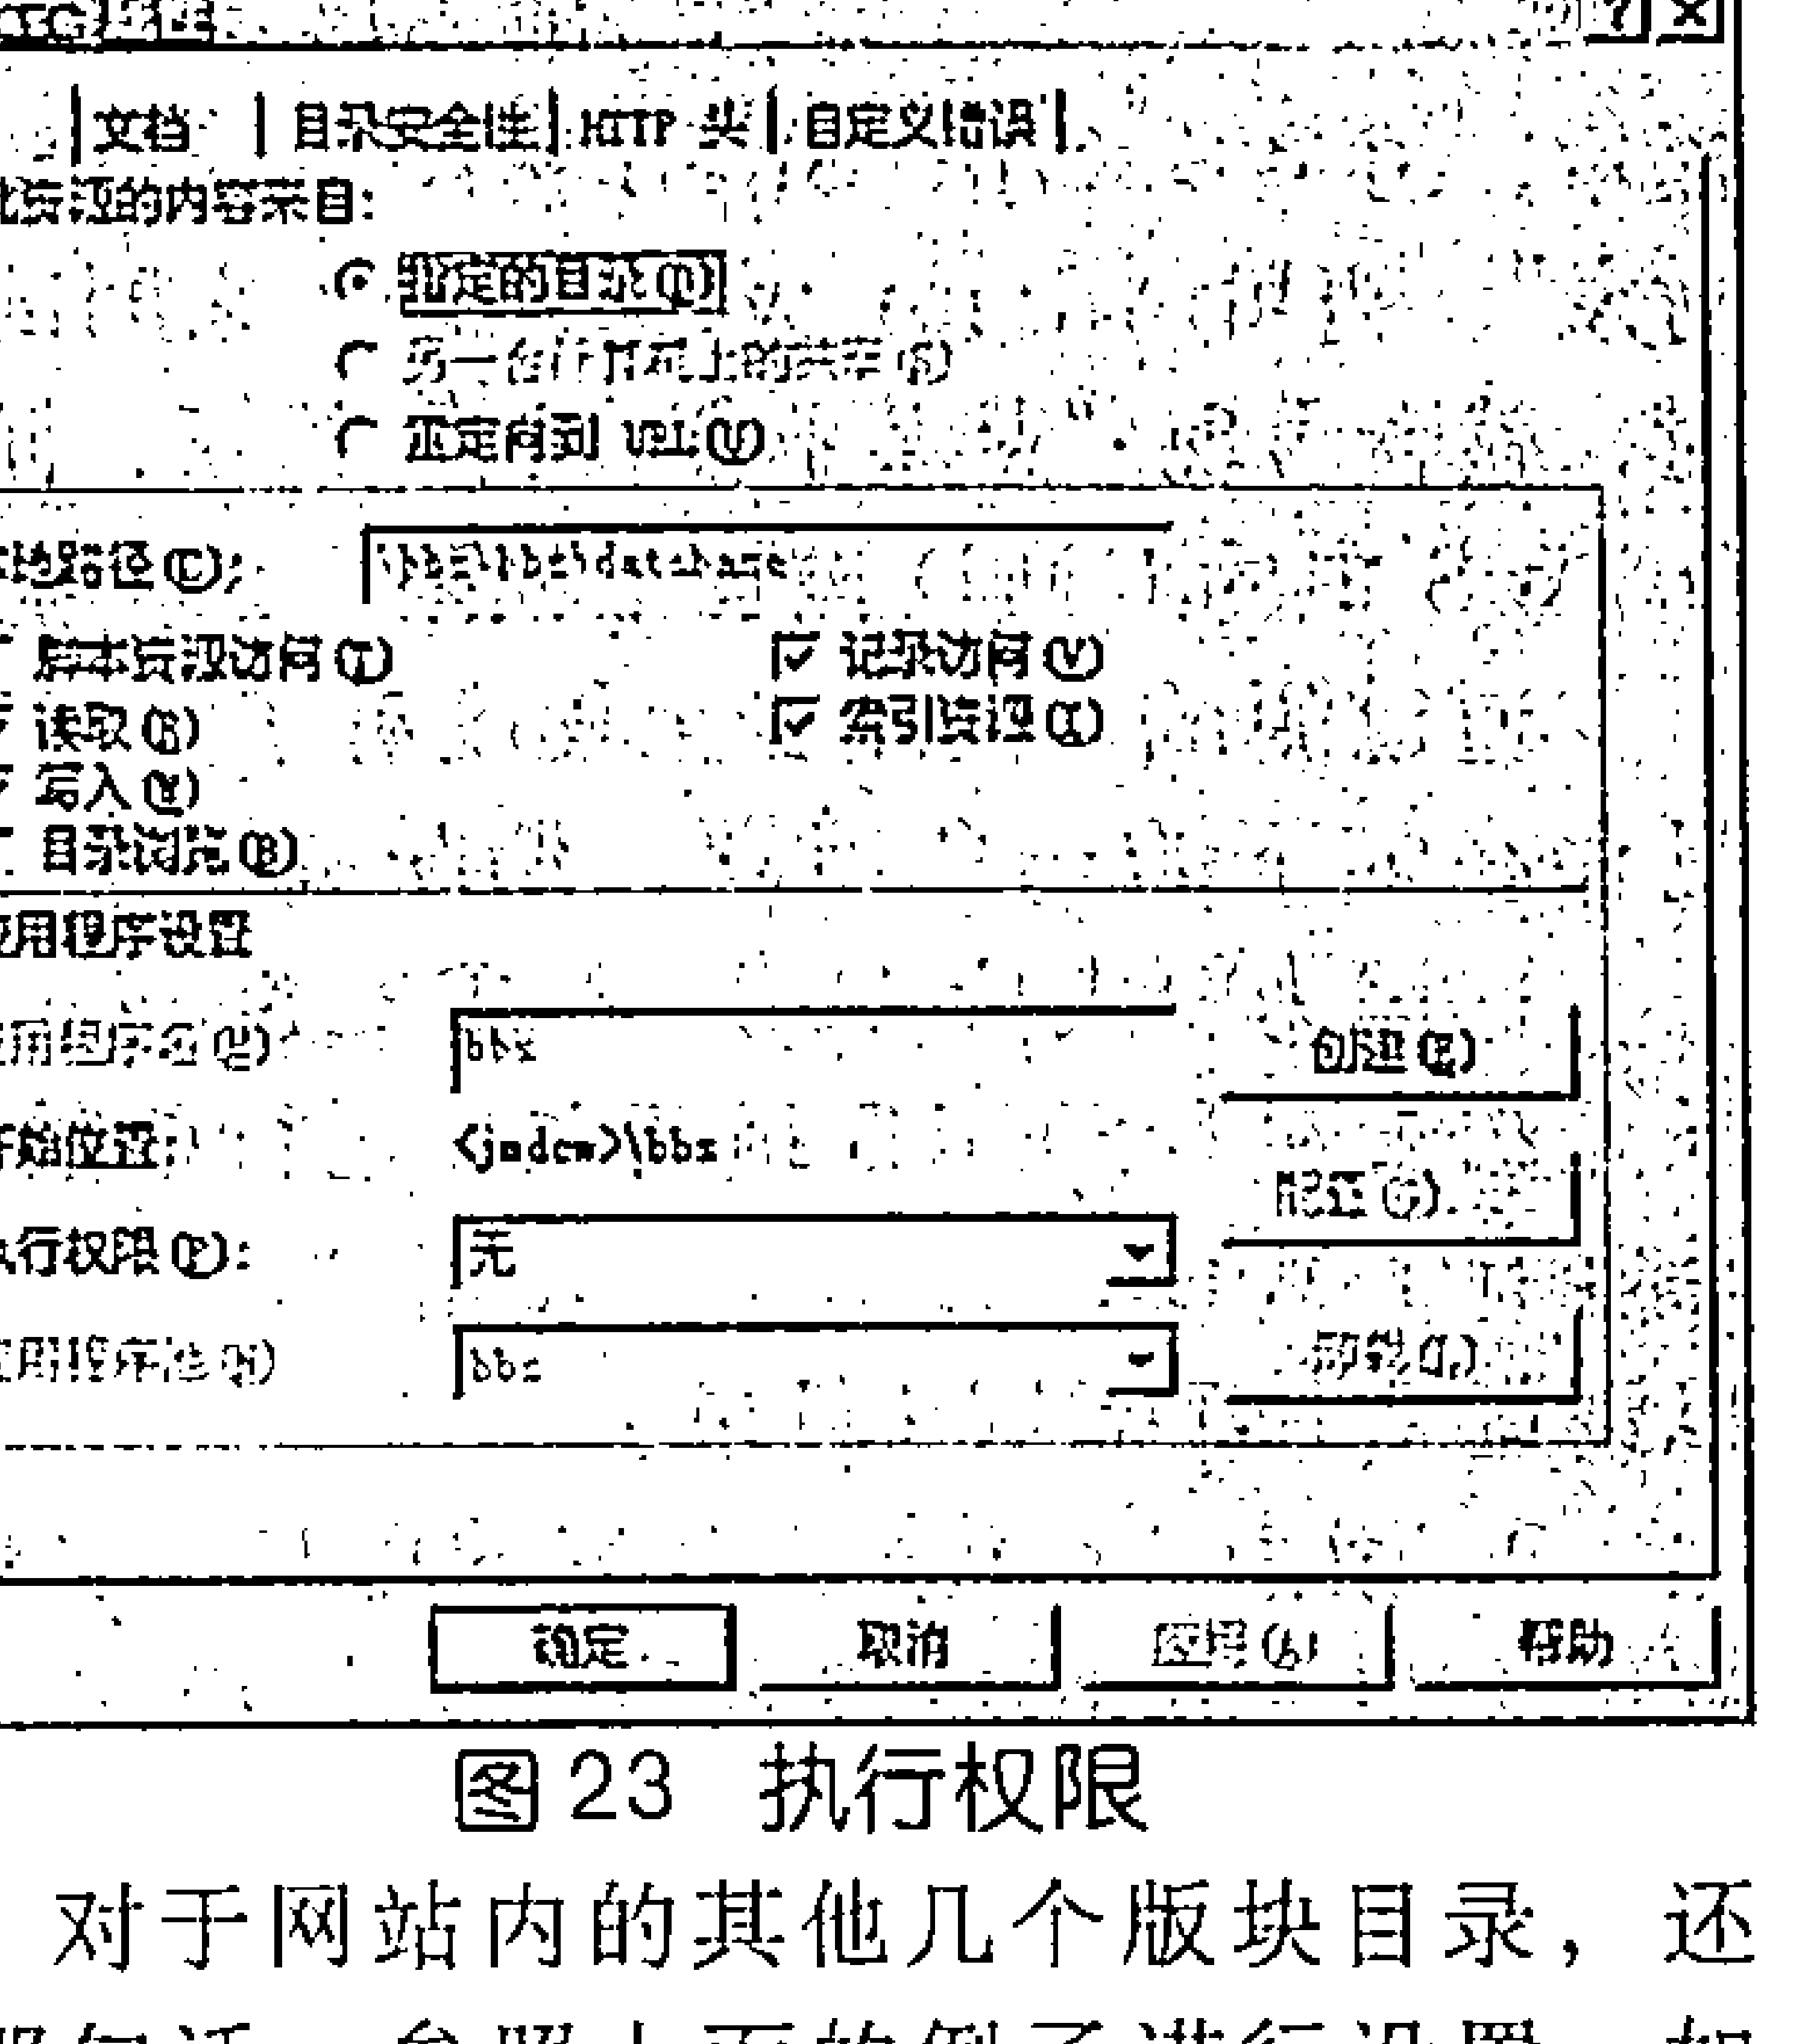 文档 目录安全性 HTTP 头 自定义错误
此资源的内容来自:
指定的目录(D)
另一台计算机上的共享(S)
重定向到 URL(U)
地路径(C): \bbs\bbs\database
脚本资源访问(T) 记录访问(V)
读取(R) 索引资源(I)
写入(W)
目录浏览(B)
应用程序设置
应用程序名(M) bbx 创建(E)
开始位置:
配置(G)
执行权限(P): 无
应用程序池(N) 卸载(L)
确定 取消 应用(A) 帮助
图 23 执行权限
对于网站内的其他几个版块目录，还